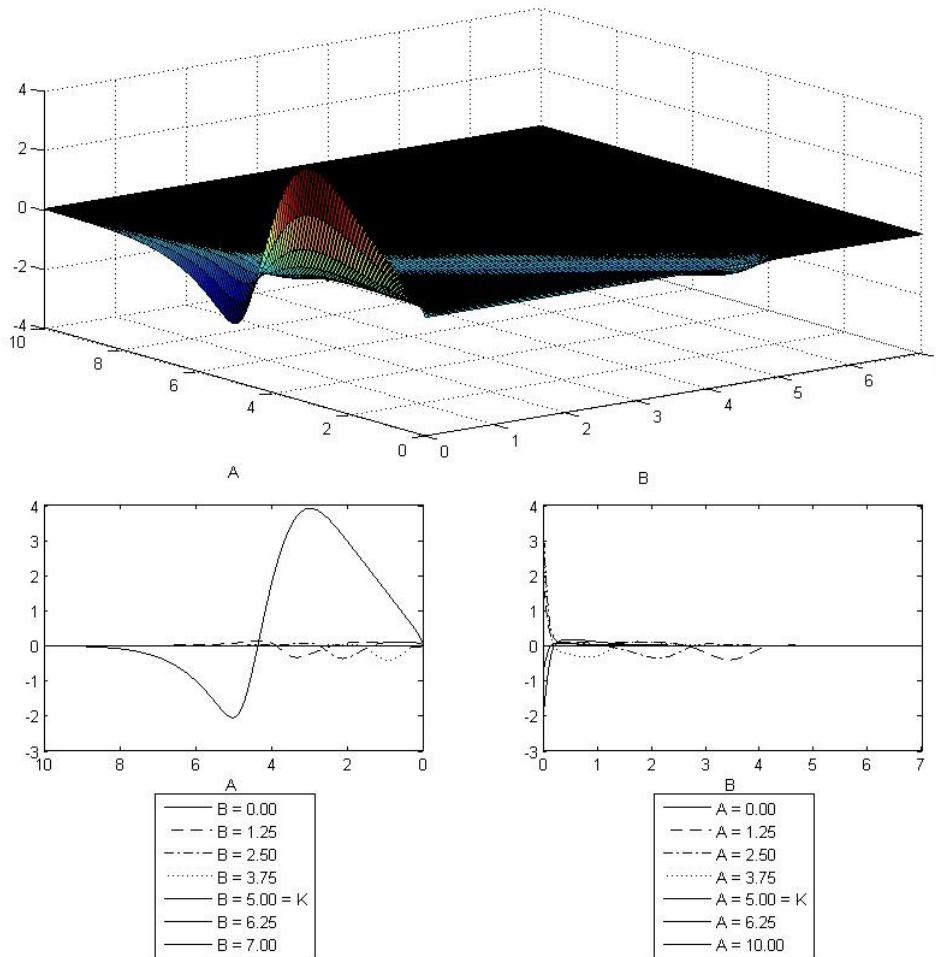 4
2
0
-2
-4
10
8
6
4
2
0
0
1
2
3
4
5
6
A
B
4
3
2
1
0
-1
-2
-3
10
8
6
4
2
0
A
4
3
2
1
0
-1
-2
-3
0
1
2
3
4
5
6
7
B
B = 0.00
B = 1.25
B = 2.50
B = 3.75
B = 5.00 = K
B = 6.25
B = 7.00
A = 0.00
A = 1.25
A = 2.50
A = 3.75
A = 5.00 = K
A = 6.25
A = 10.00